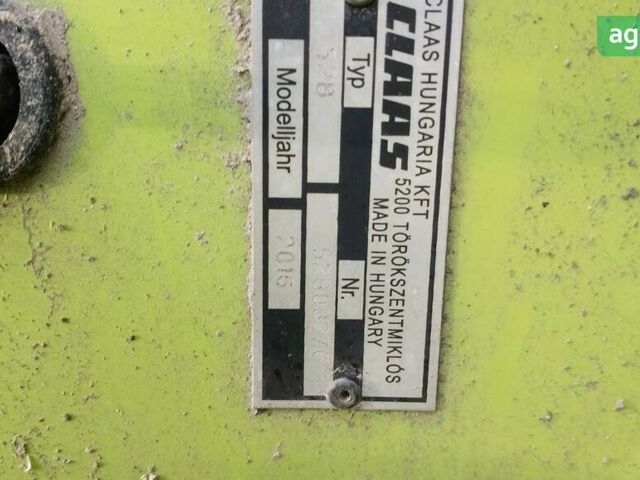 CLAAS HUNGARIA KFT
CLAAS 5200 TÖRÖKSZENTMIKLÓS
MADE IN HUNGARY
Typ Nr.
Modelljahr 2016
ag